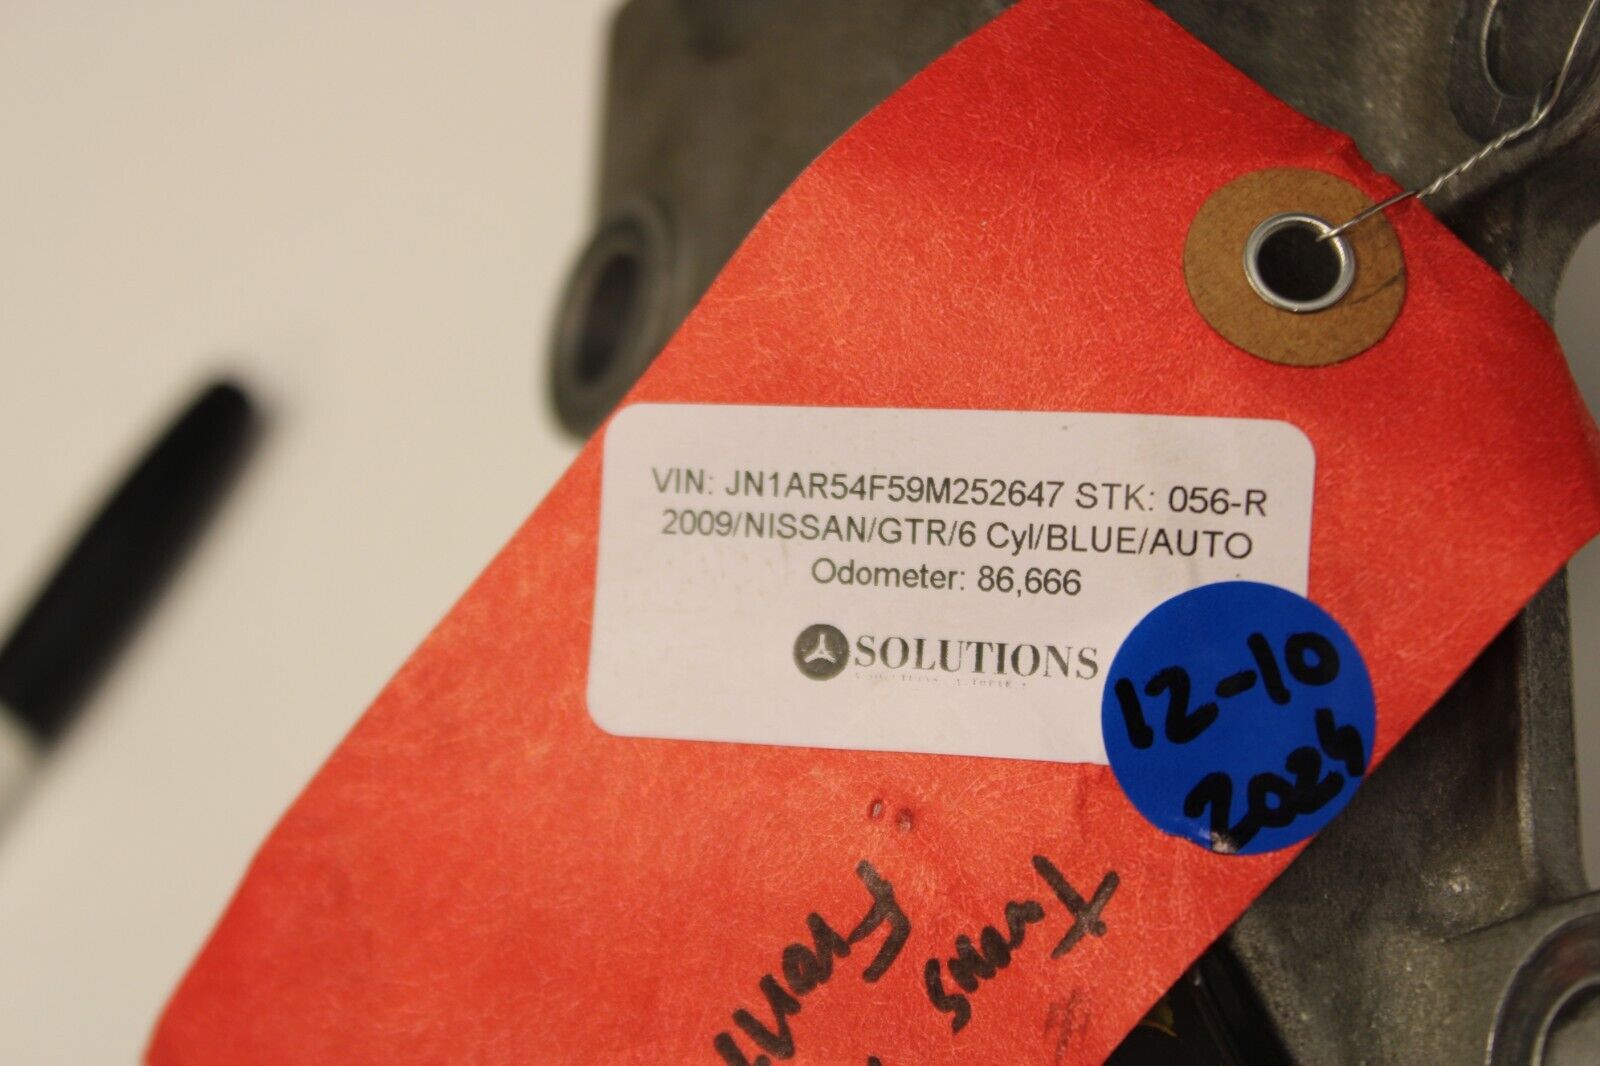 VIN: JN1AR54F59M252647 STK: 056-R
2009/NISSAN/GTR/6 Cyl/BLUE/AUTO
Odometer: 86,666
SOLUTIONS
12-10
2024